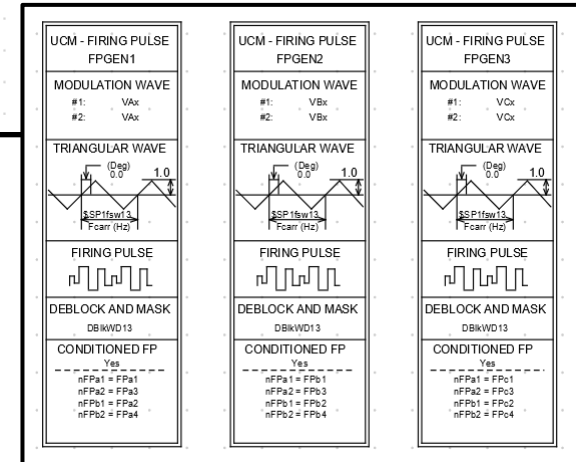 UCM - FIRING PULSE
FPGEN1
MODULATION WAVE
#1: VAx
#2: VAx
TRIANGULAR WAVE
(Deg)
0.0
1.0
$SP1fsw13
Fcarr (Hz)
FIRING PULSE
DEBLOCK AND MASK
DBlkWD13
CONDITIONED FP
Yes
nFPa1 = FPa1
nFPa2 = FPa3
nFPb1 = FPa2
nFPb2 = FPa4
UCM - FIRING PULSE
FPGEN2
MODULATION WAVE
#1: VBx
#2: VBx
TRIANGULAR WAVE
(Deg)
0.0
1.0
$SP1fsw13
Fcarr (Hz)
FIRING PULSE
DEBLOCK AND MASK
DBlkWD13
CONDITIONED FP
Yes
nFPa1 = FPb1
nFPa2 = FPb3
nFPb1 = FPb2
nFPb2 = FPb4
UCM - FIRING PULSE
FPGEN3
MODULATION WAVE
#1: VCx
#2: VCx
TRIANGULAR WAVE
(Deg)
0.0
1.0
$SP1fsw13
Fcarr (Hz)
FIRING PULSE
DEBLOCK AND MASK
DBlkWD13
CONDITIONED FP
Yes
nFPa1 = FPc1
nFPa2 = FPc3
nFPb1 = FPc2
nFPb2 = FPc4